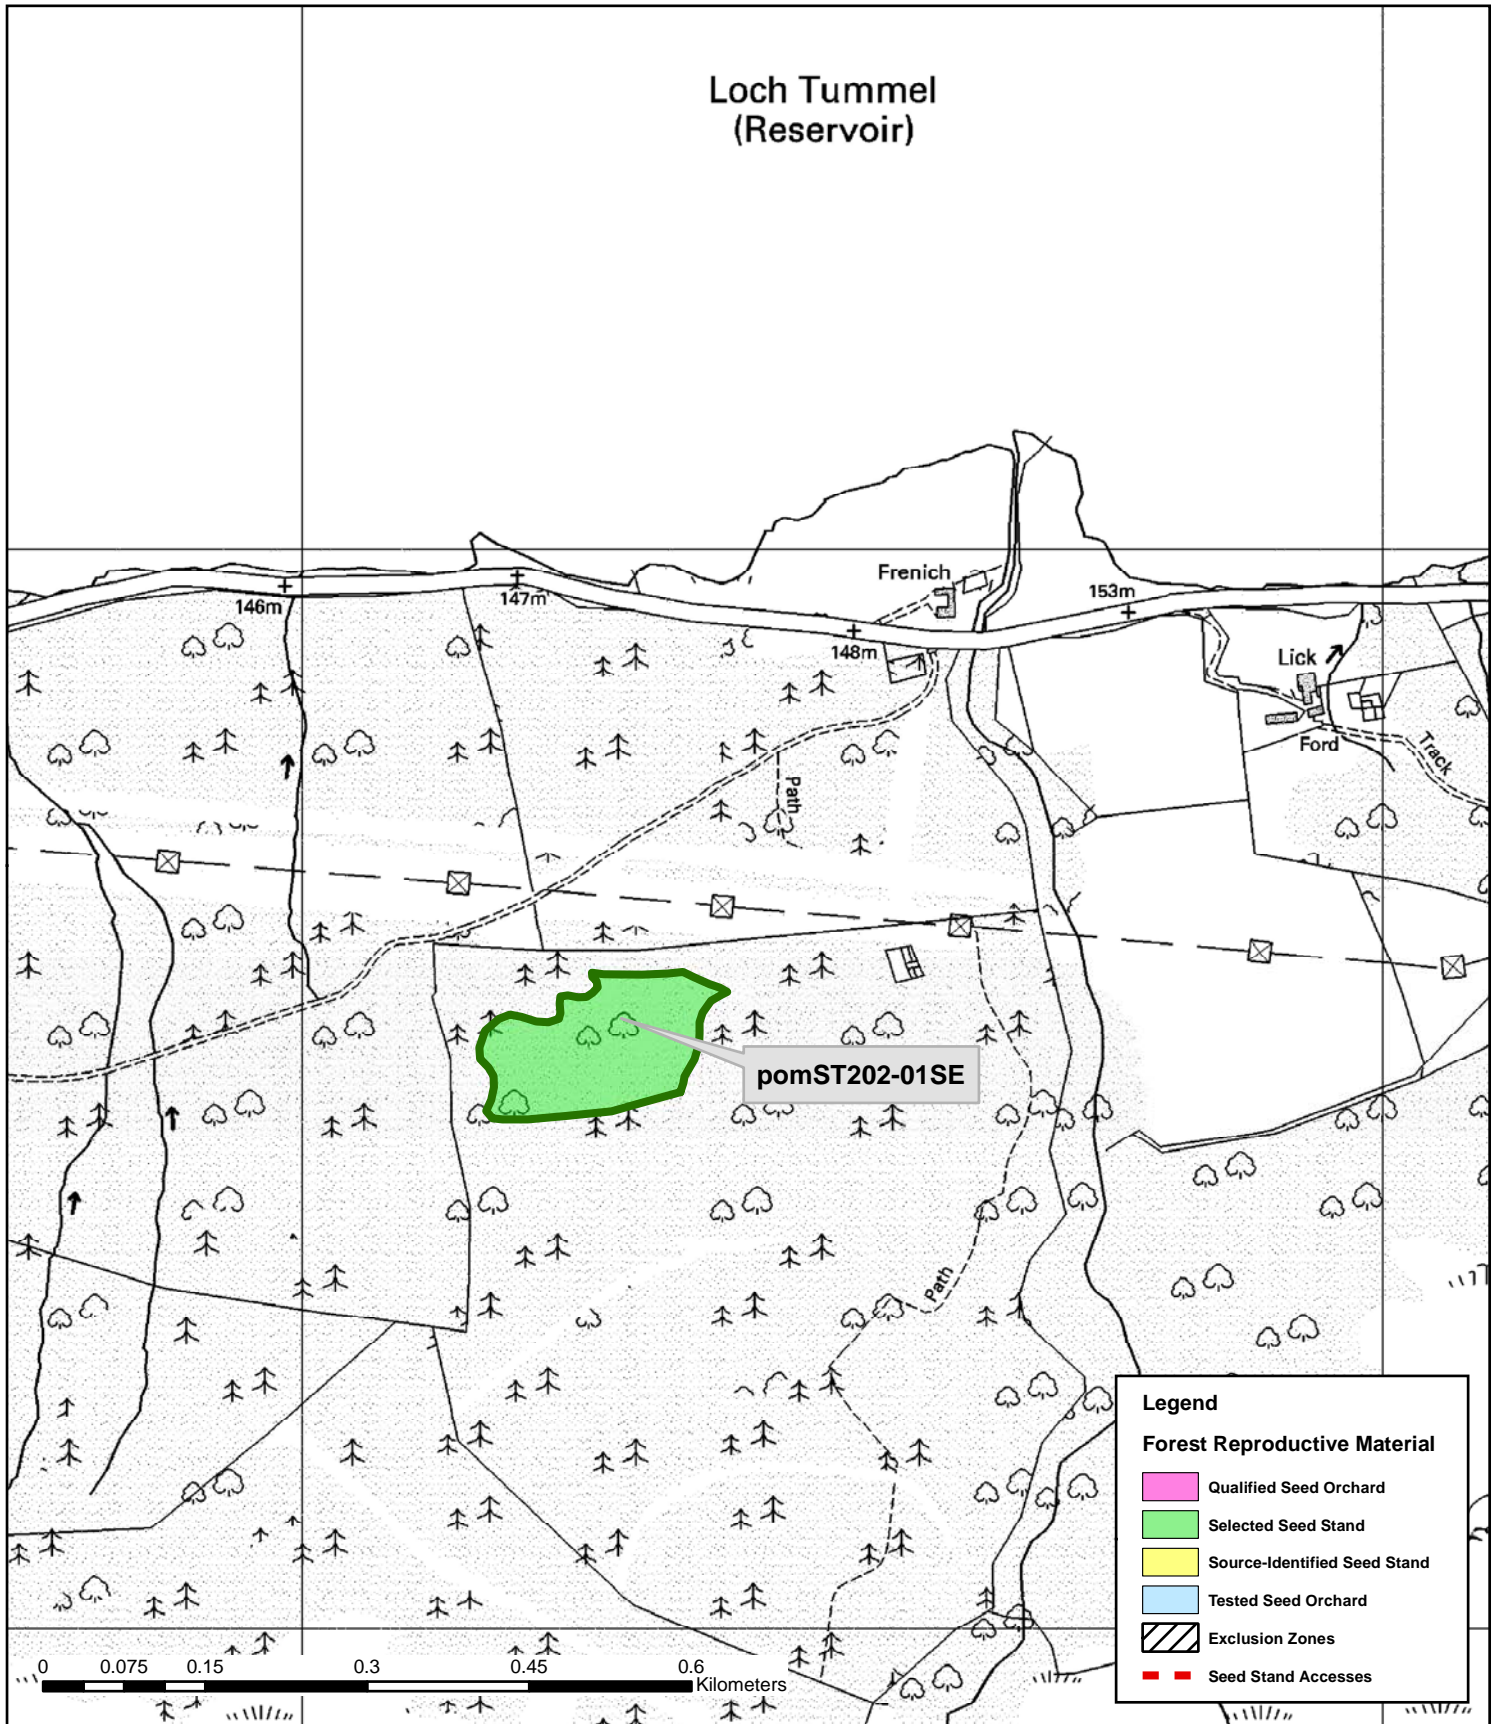 Loch Tummel
(Reservoir)
Frenich
146m
147m
148m
153m
Lick
Ford
Track
Path
pomST202-01SE
Path
Legend
Forest Reproductive Material
Qualified Seed Orchard
Selected Seed Stand
Source-Identified Seed Stand
Tested Seed Orchard
Exclusion Zones
Seed Stand Accesses
0 0.075 0.15 0.3 0.45 0.6
Kilometers